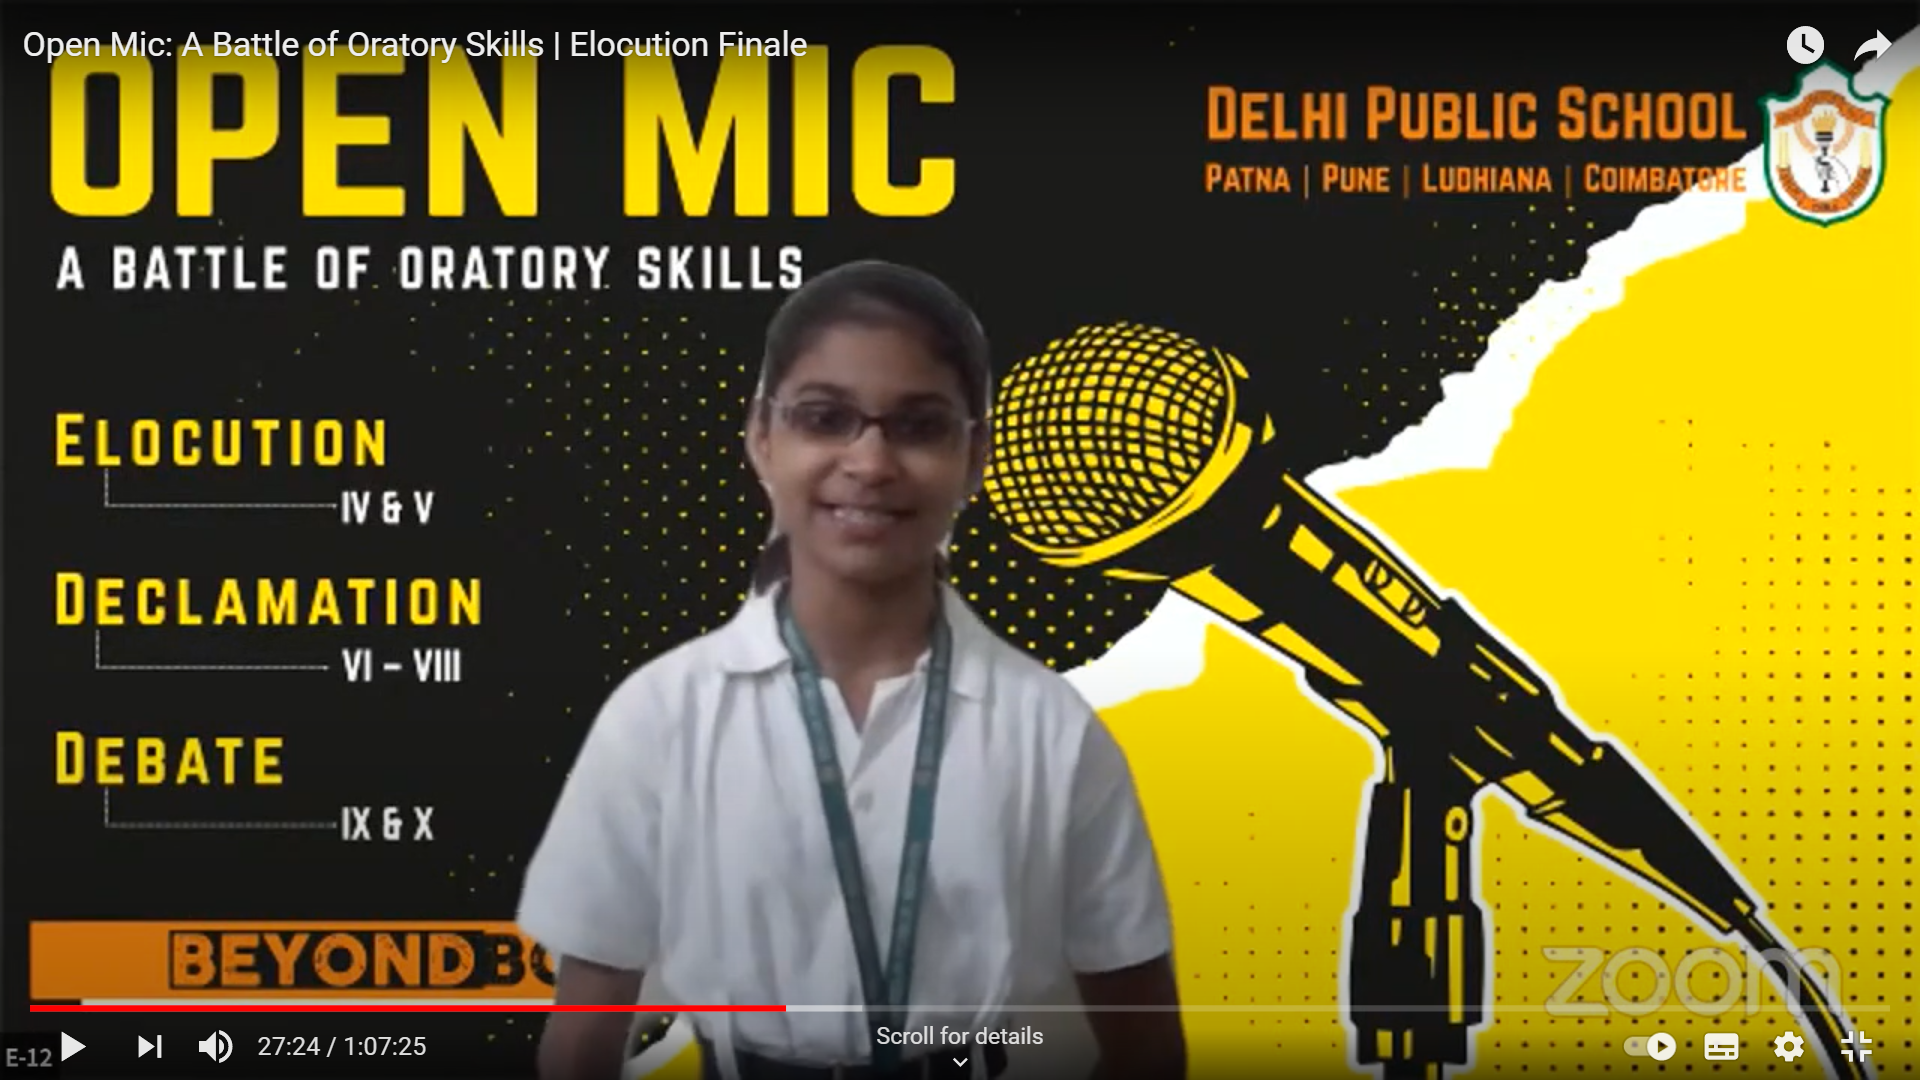 Open Mic: A Battle of Oratory Skills | Elocution Finale
OPEN MIC
DELHI PUBLIC SCHOOL
PATNA | PUNE | LUDHIANA | COIMBATORE
A BATTLE OF ORATORY SKILLS
ELOCUTION
IV & V
DECLAMATION
VI – VIII
DEBATE
IX & X
BEYOND
zoom
Scroll for details
E-12
27:24 / 1:07:25